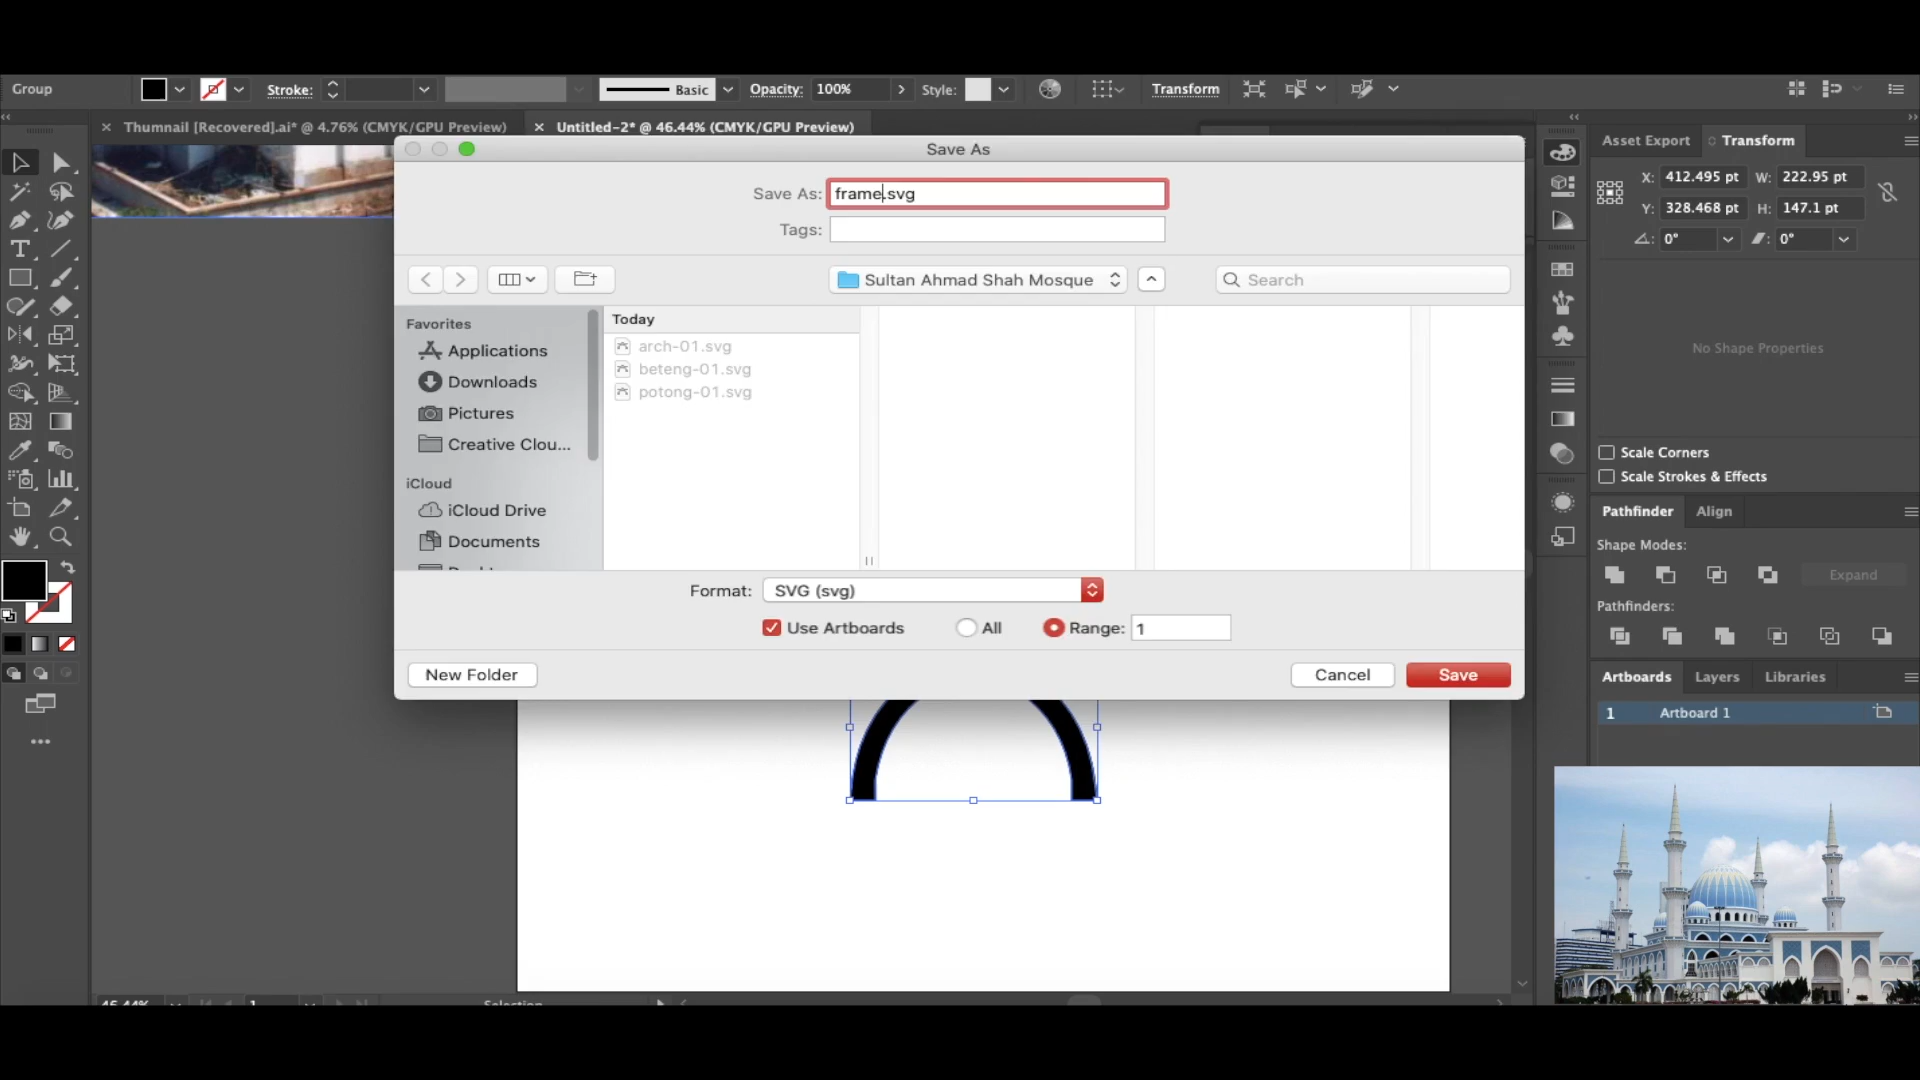 Group
Stroke:
Basic
Opacity:
100%
Style:
Transform
Thumnail [Recovered].ai* @ 4.76% (CMYK/GPU Preview)
Untitled-2* @ 46.44% (CMYK/GPU Preview)
Save As
Save As:
frame.svg
Tags:
Sultan Ahmad Shah Mosque
Search
Favorites
Applications
Downloads
Pictures
Creative Clou...
iCloud
iCloud Drive
Documents
Today
arch-01.svg
beteng-01.svg
potong-01.svg
Format:
SVG (svg)
Use Artboards
All
Range:
1
New Folder
Cancel
Save
Asset Export
Transform
X:
412.495 pt
W:
222.95 pt
Y:
328.468 pt
H:
147.1 pt
0°
0°
No Shape Properties
Scale Corners
Scale Strokes & Effects
Pathfinder
Align
Shape Modes:
Expand
Pathfinders:
Artboards
Layers
Libraries
1
Artboard 1
46.44%
1
Selection